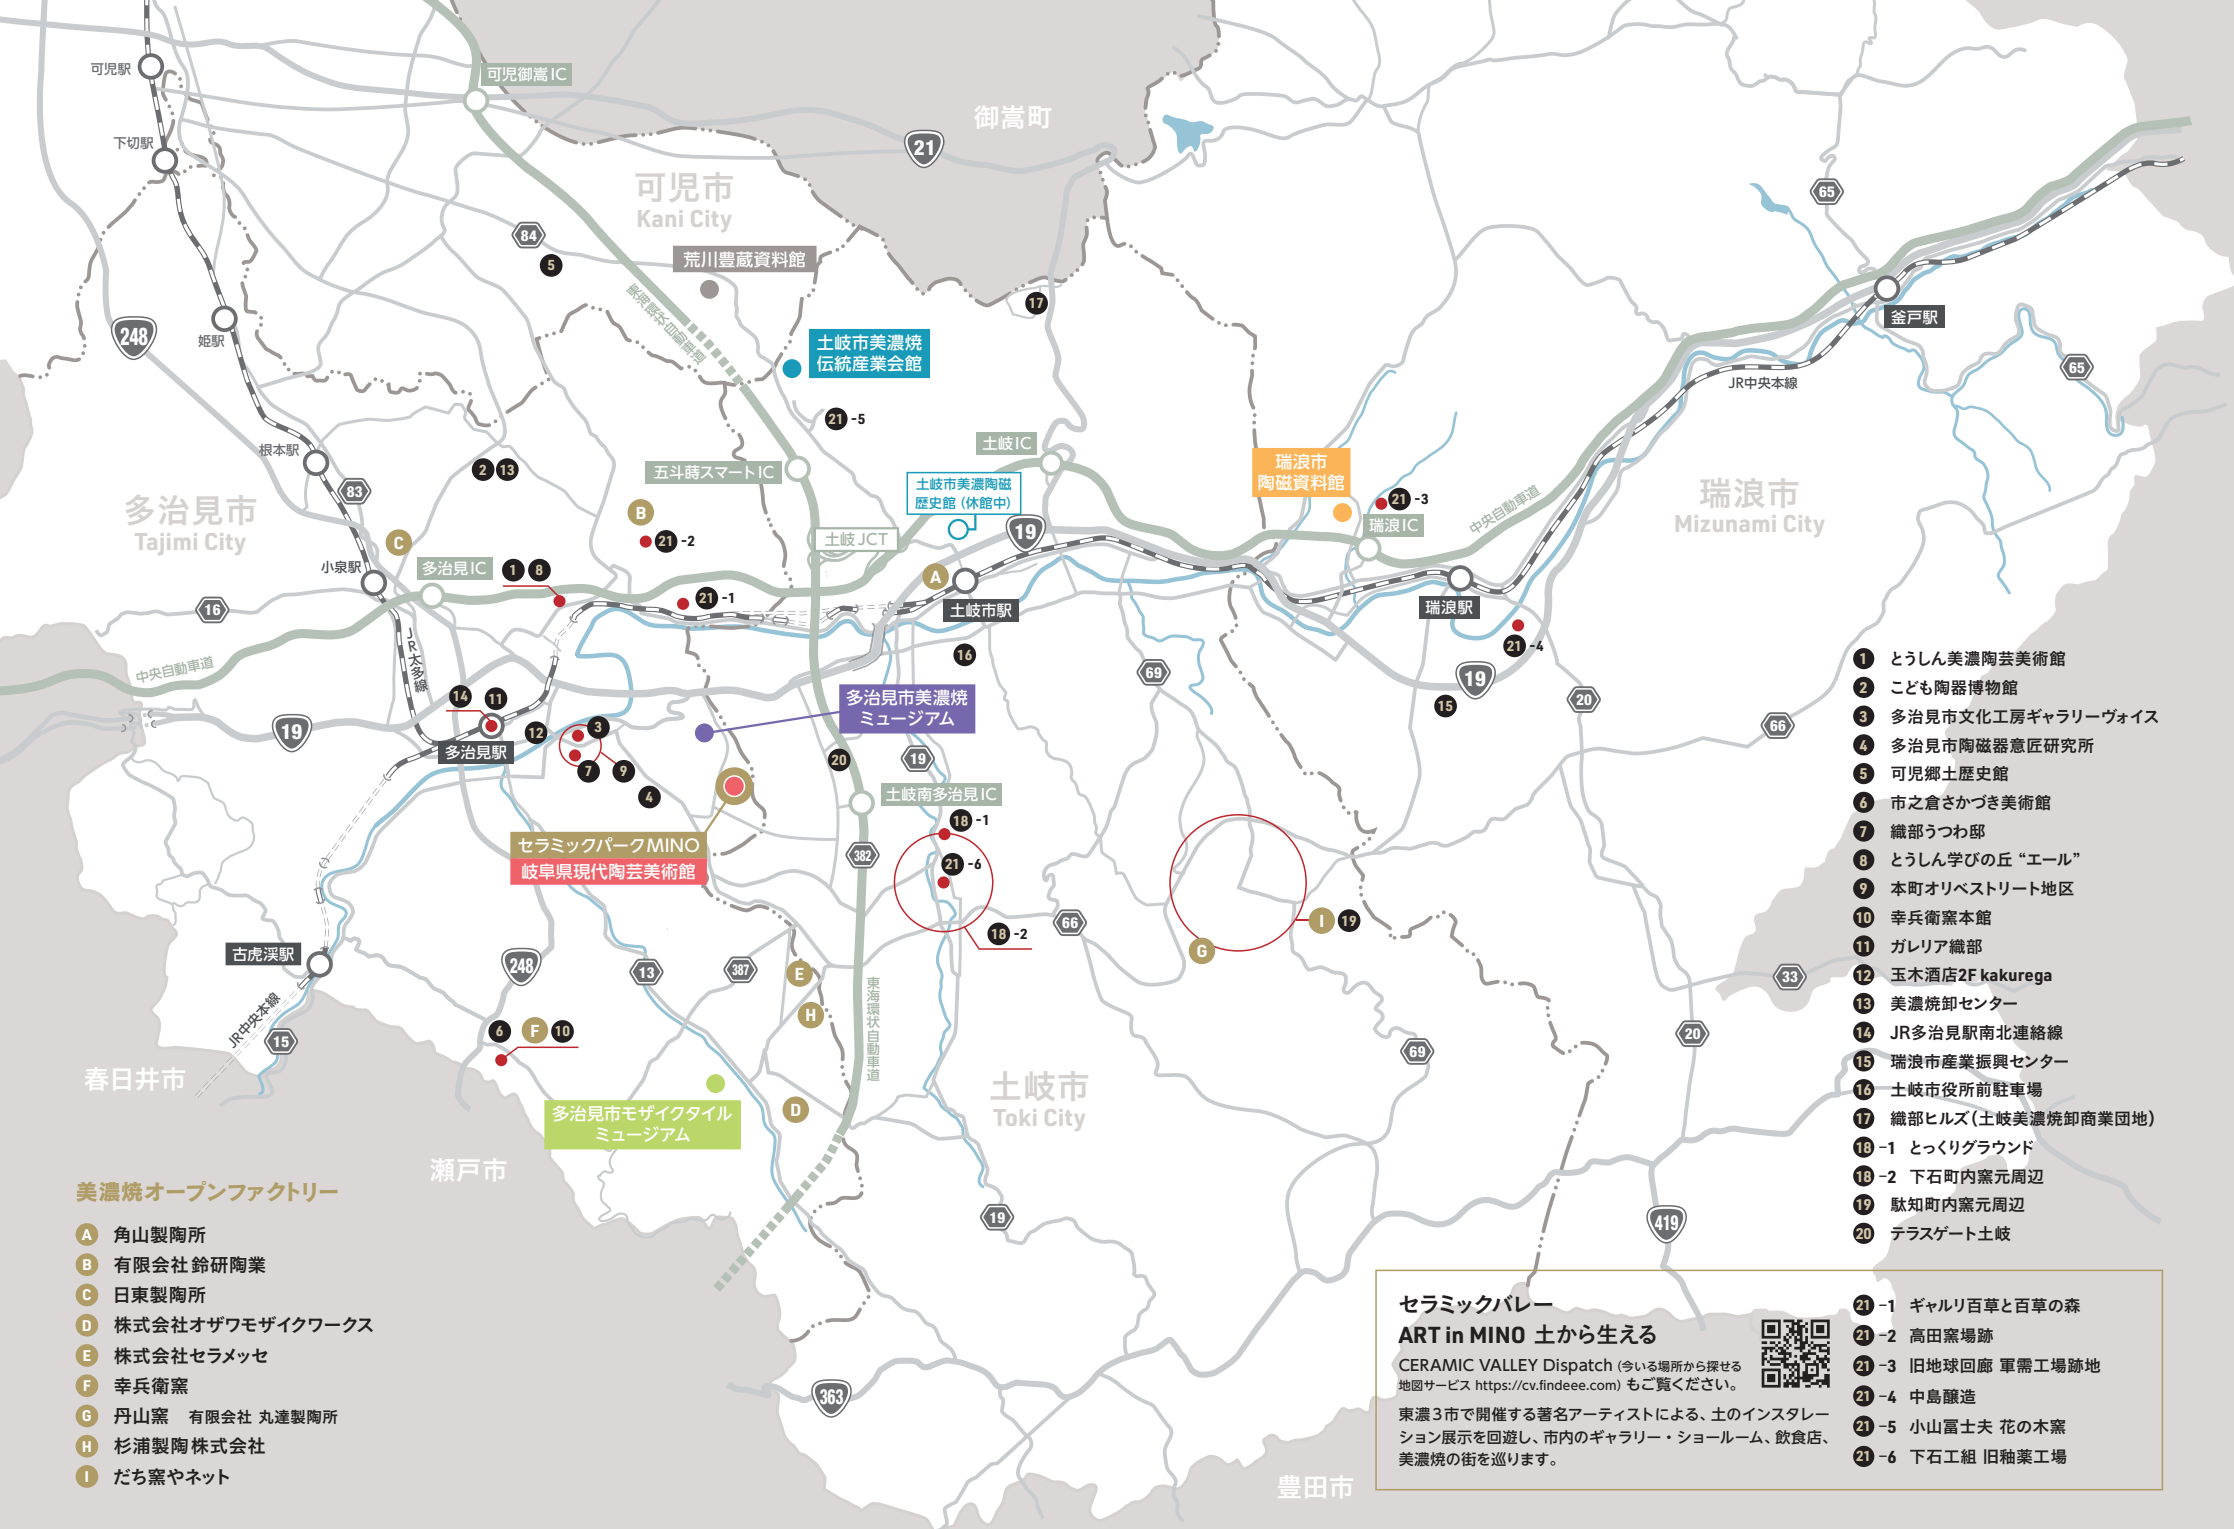 可児駅
可児御嵩IC
御嵩町
下切駅
21
可児市
Kani City
65
84
5
荒川豊蔵資料館
東海環状自動車道
17
248
姫駅
土岐市美濃焼
伝統産業会館
釜戸駅
65
JR中央本線
21 -5
根本駅
2 13
五斗蒔スマートIC
土岐IC
土岐市美濃陶磁
歴史館（休館中）
瑞浪市
陶磁資料館
21 -3
瑞浪IC
中央自動車道
瑞浪市
Mizunami City
83
多治見市
Tajimi City
B
C
21 -2
土岐JCT
19
小泉駅
多治見IC
1 8
A
16
21 -1
土岐市駅
瑞浪駅
JR太多線
中央自動車道
16
69
21 -4
19
15
20
66
14 11
12
3
多治見市美濃焼
ミュージアム
19
多治見駅
7 9
4
20
19
土岐南多治見IC
18 -1
セラミックパークMINO
岐阜県現代陶芸美術館
382
21 -6
66
18 -2
I 19
G
古虎渓駅
248
13
387
E
H
東海環状自動車道
33
20
69
JR中央本線
15
6 F 10
春日井市
多治見市モザイクタイル
ミュージアム
D
土岐市
Toki City
瀬戸市
19
419
363
豊田市
1 とうしん美濃陶芸美術館
2 こども陶器博物館
3 多治見市文化工房ギャラリーヴォイス
4 多治見市陶磁器意匠研究所
5 可児郷土歴史館
6 市之倉さかづき美術館
7 織部うつわ邸
8 とうしん学びの丘 “エール”
9 本町オリベストリート地区
10 幸兵衛窯本館
11 ガレリア織部
12 玉木酒店2F kakurega
13 美濃焼卸センター
14 JR多治見駅南北連絡線
15 瑞浪市産業振興センター
16 土岐市役所前駐車場
17 織部ヒルズ（土岐美濃焼卸商業団地）
18 -1 とっくりグラウンド
18 -2 下石町内窯元周辺
19 駄知町内窯元周辺
20 テラスゲート土岐
美濃焼オープンファクトリー
A 角山製陶所
B 有限会社 鈴研陶業
C 日東製陶所
D 株式会社オザワモザイクワークス
E 株式会社セラメッセ
F 幸兵衛窯
G 丹山窯 有限会社 丸達製陶所
H 杉浦製陶株式会社
I だち窯やネット
セラミックバレー
ART in MINO 土から生える
CERAMIC VALLEY Dispatch（今いる場所から探せる
地図サービス https://cv.findeee.com）もご覧ください。
東濃3市で開催する著名アーティストによる、土のインスタレー
ション展示を回遊し、市内のギャラリー・ショールーム、飲食店、
美濃焼の街を巡ります。
21 -1 ギャルリ百草と百草の森
21 -2 高田窯場跡
21 -3 旧地球回廊 軍需工場跡地
21 -4 中島醸造
21 -5 小山冨士夫 花の木窯
21 -6 下石工組 旧釉薬工場